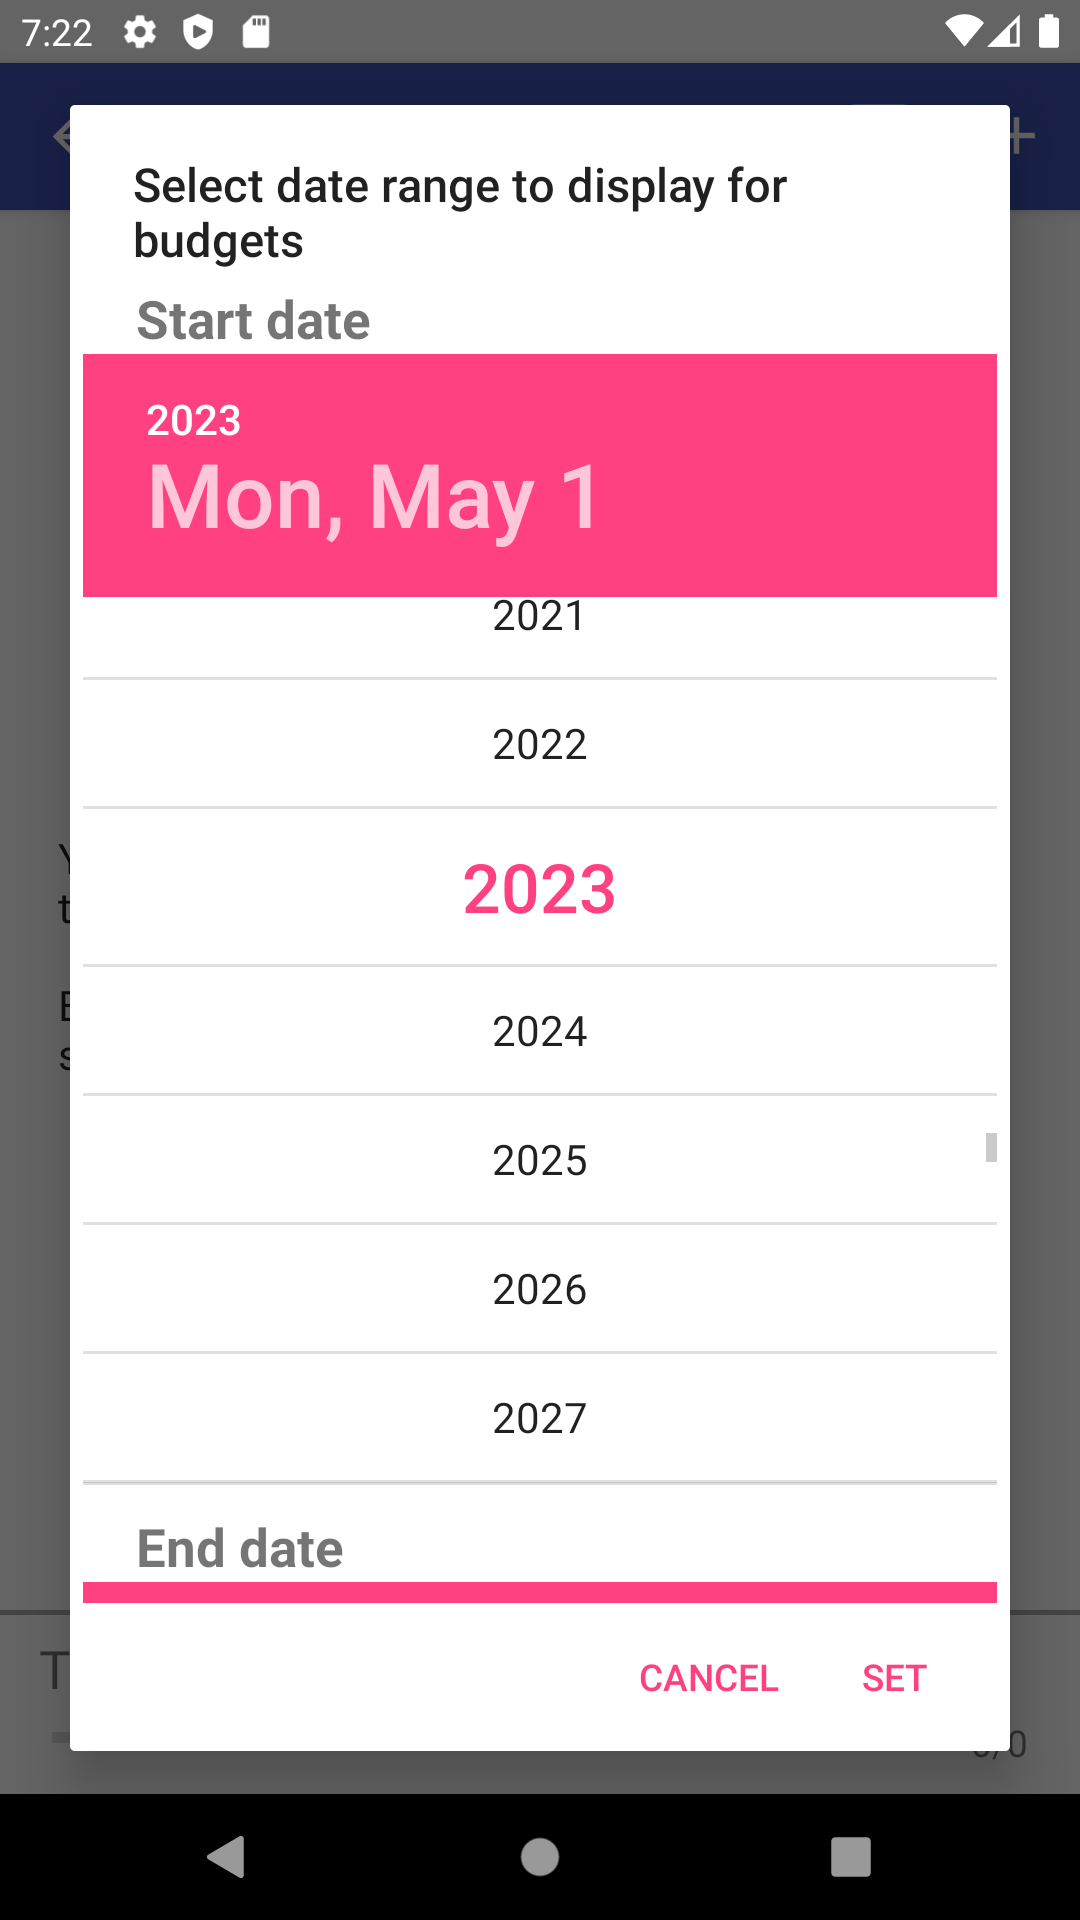 7:22
Select date range to display for
budgets
Start date
2023
Mon, May 1
2021
2022
2023
2024
2025
2026
2027
End date
CANCEL
SET